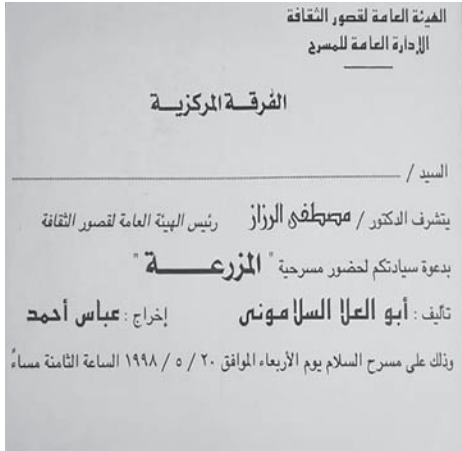 الهيئة العامة لقصور الثقافة
الإدارة العامة للمسرح
الفرقة المركزية
السيد / ................................
يتشرف الدكتور / مصطفى الرزاز رئيس الهيئة العامة لقصور الثقافة
بدعوة سيادتكم لحضور مسرحية " المزرعـــة "
تأليف : أبو العلا السلامونى إخراج : عباس أحمد
وذلك على مسرح السلام يوم الأربعاء الموافق ٢٠ / ٥ / ١٩٩٨ الساعة الثامنة مساءً